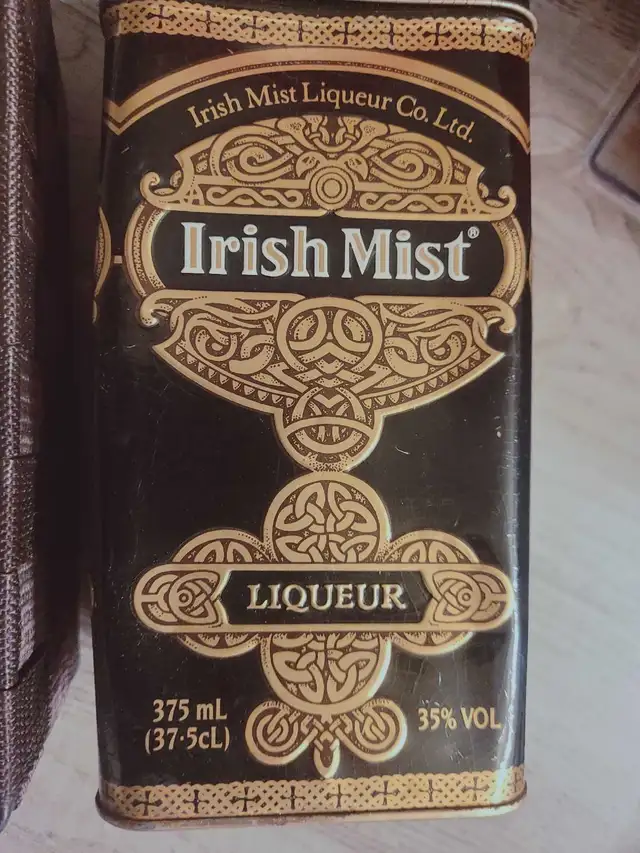 Irish Mist Liqueur Co. Ltd.
Irish Mist®
LIQUEUR
375 mL
(37·5cL)
35% VOL